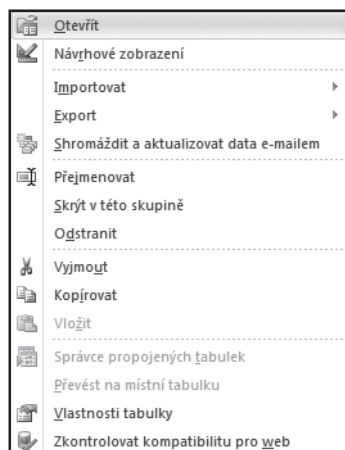 Otevřít
Návrhové zobrazení
Importovat
Export
Shromáždit a aktualizovat data e-mailem
Přejmenovat
Skrýt v této skupině
Odstranit
Vyjmout
Kopírovat
Vložit
Správce propojených tabulek
Převést na místní tabulku
Vlastnosti tabulky
Zkontrolovat kompatibilitu pro web